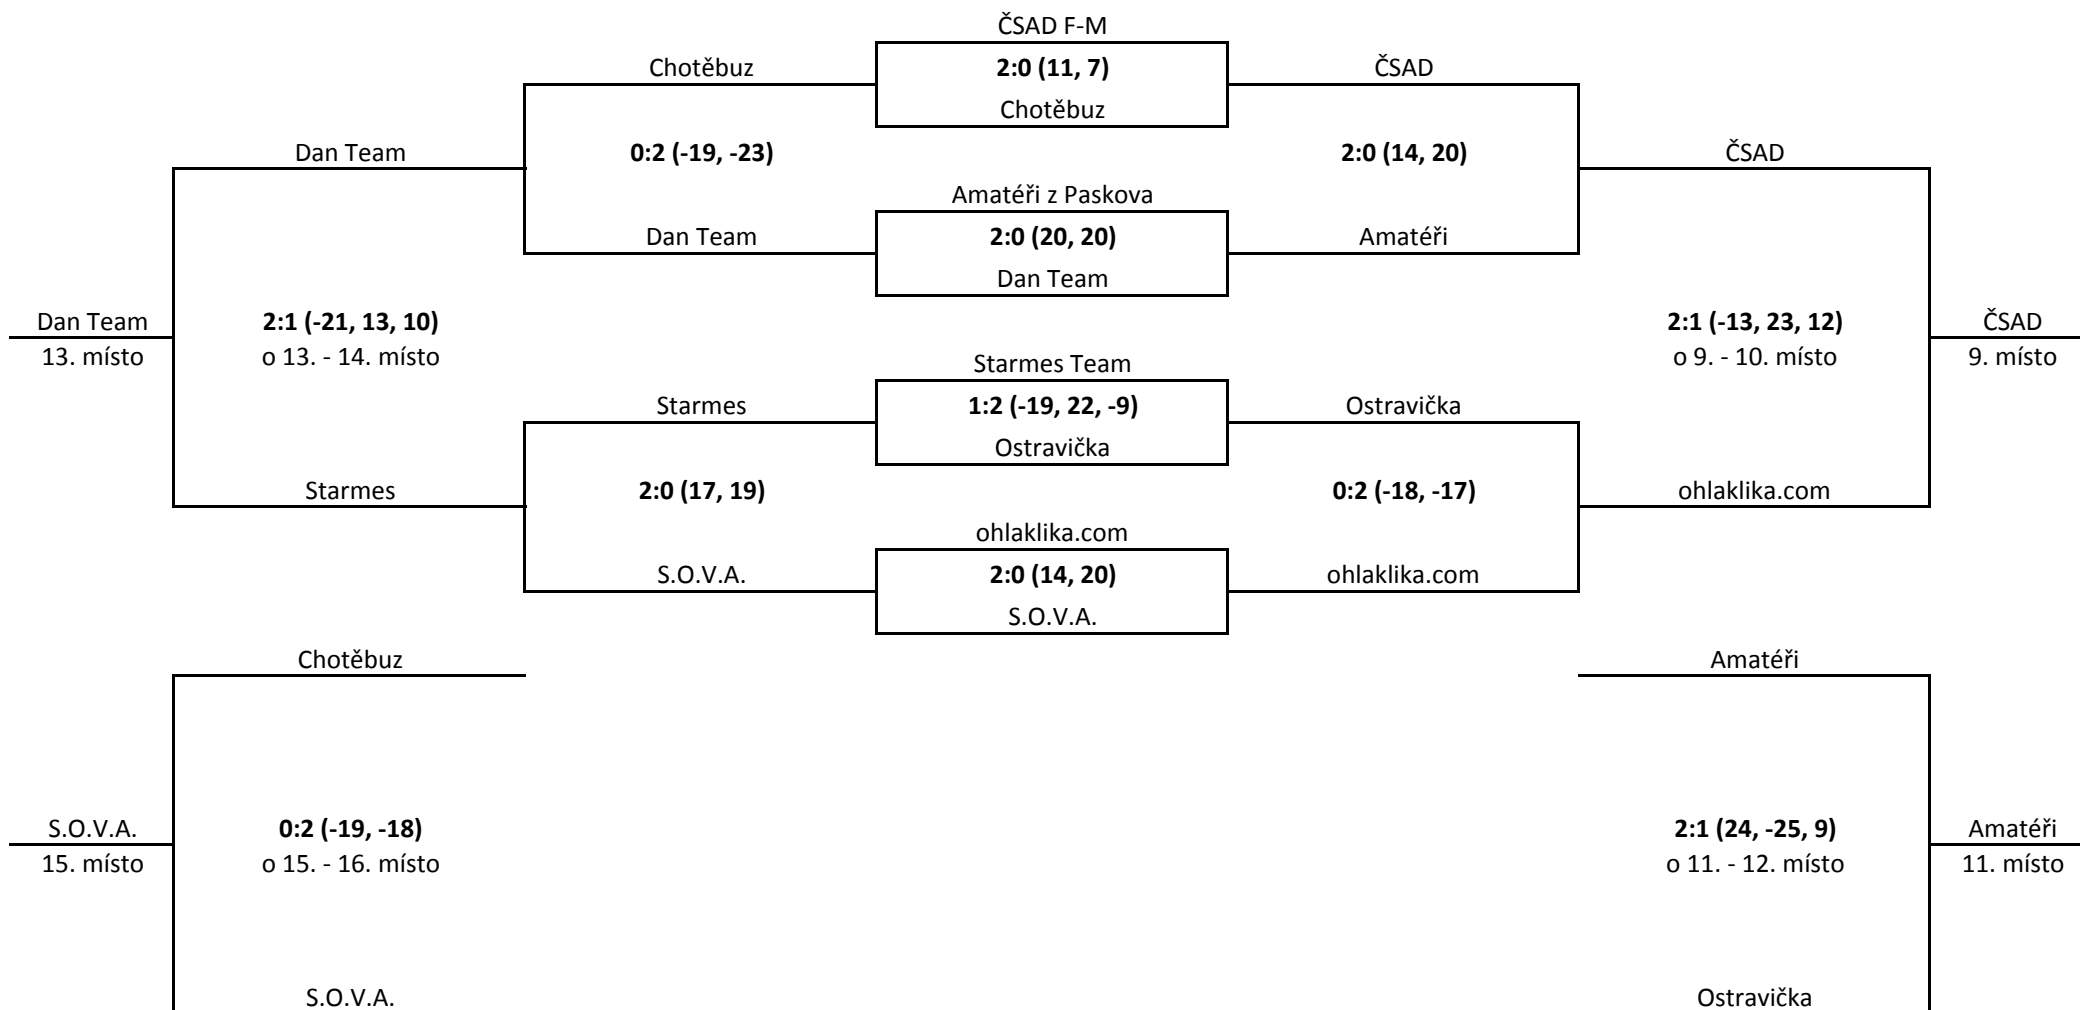 ČSAD F-M
Chotěbuz 2:0 (11, 7) ČSAD
Chotěbuz
Dan Team 0:2 (-19, -23) 2:0 (14, 20) ČSAD
Amatéři z Paskova
Dan Team 2:0 (20, 20) Amatéři
Dan Team
Dan Team 2:1 (-21, 13, 10) 2:1 (-13, 23, 12) ČSAD
13. místo o 13. - 14. místo Starmes Team o 9. - 10. místo 9. místo
Starmes 1:2 (-19, 22, -9) Ostravička
Ostravička
Starmes 2:0 (17, 19) 0:2 (-18, -17) ohlaklika.com
ohlaklika.com
S.O.V.A. 2:0 (14, 20) ohlaklika.com
S.O.V.A.
Chotěbuz Amatéři
S.O.V.A. 0:2 (-19, -18) 2:1 (24, -25, 9) Amatéři
15. místo o 15. - 16. místo o 11. - 12. místo 11. místo
S.O.V.A. Ostravička